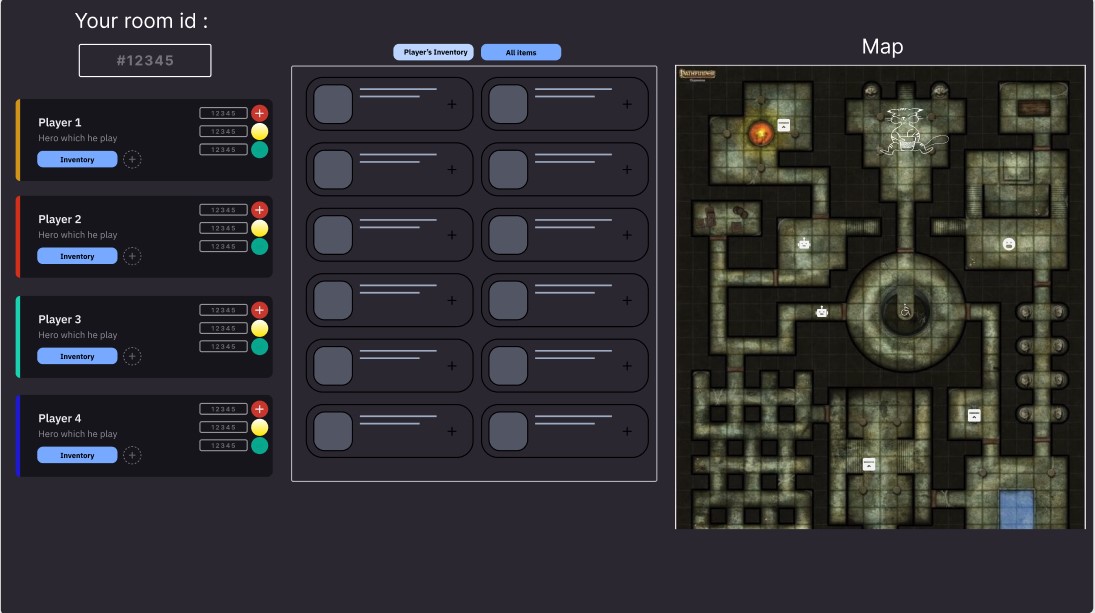 Your room id :
#12345
Player 1
Hero which he play
Inventory
+
12345
12345
12345
Player 2
Hero which he play
Inventory
+
12345
12345
12345
Player 3
Hero which he play
Inventory
+
12345
12345
12345
Player 4
Hero which he play
Inventory
+
12345
12345
12345
Player's Inventory
All items
Map
PATHFINDER